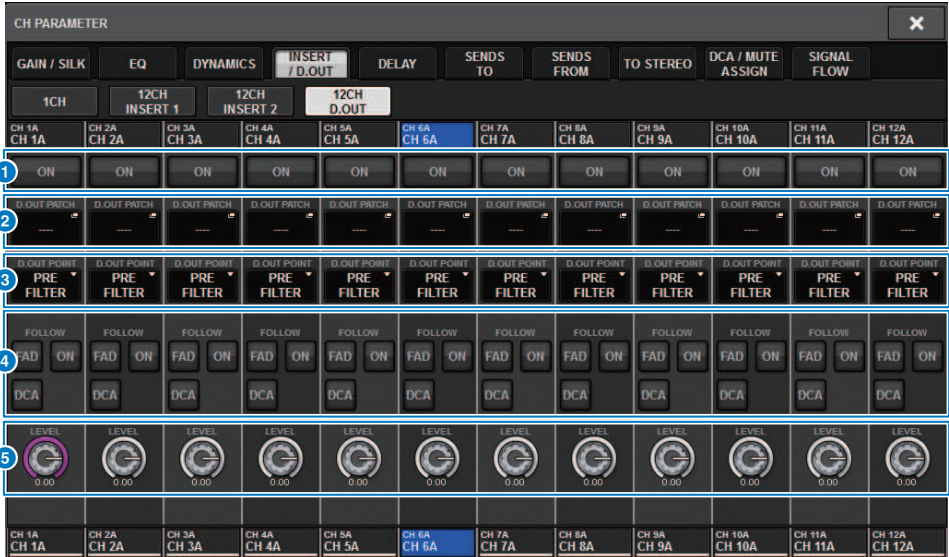 CH PARAMETER
GAIN / SILK EQ DYNAMICS INSERT / D.OUT DELAY SENDS TO SENDS FROM TO STEREO DCA / MUTE ASSIGN SIGNAL FLOW
1CH 12CH INSERT 1 12CH INSERT 2 12CH D.OUT
CH 1A CH 2A CH 3A CH 4A CH 5A CH 6A CH 7A CH 8A CH 9A CH 10A CH 11A CH 12A
CH 1A CH 2A CH 3A CH 4A CH 5A CH 6A CH 7A CH 8A CH 9A CH 10A CH 11A CH 12A
1 ON ON ON ON ON ON ON ON ON ON ON ON
D.OUT PATCH D.OUT PATCH D.OUT PATCH D.OUT PATCH D.OUT PATCH D.OUT PATCH D.OUT PATCH D.OUT PATCH D.OUT PATCH D.OUT PATCH D.OUT PATCH D.OUT PATCH
2 ---- ---- ---- ---- ---- ---- ---- ---- ---- ---- ---- ----
D.OUT POINT D.OUT POINT D.OUT POINT D.OUT POINT D.OUT POINT D.OUT POINT D.OUT POINT D.OUT POINT D.OUT POINT D.OUT POINT D.OUT POINT D.OUT POINT
3 PRE PRE PRE PRE PRE PRE PRE PRE PRE PRE PRE PRE
FILTER FILTER FILTER FILTER FILTER FILTER FILTER FILTER FILTER FILTER FILTER FILTER
FOLLOW FOLLOW FOLLOW FOLLOW FOLLOW FOLLOW FOLLOW FOLLOW FOLLOW FOLLOW FOLLOW FOLLOW
4 FAD ON FAD ON FAD ON FAD ON FAD ON FAD ON FAD ON FAD ON FAD ON FAD ON FAD ON FAD ON
DCA DCA DCA DCA DCA DCA DCA DCA DCA DCA DCA DCA
LEVEL LEVEL LEVEL LEVEL LEVEL LEVEL LEVEL LEVEL LEVEL LEVEL LEVEL LEVEL
5
0.00 0.00 0.00 0.00 0.00 0.00 0.00 0.00 0.00 0.00 0.00 0.00
CH 1A CH 2A CH 3A CH 4A CH 5A CH 6A CH 7A CH 8A CH 9A CH 10A CH 11A CH 12A
CH 1A CH 2A CH 3A CH 4A CH 5A CH 6A CH 7A CH 8A CH 9A CH 10A CH 11A CH 12A